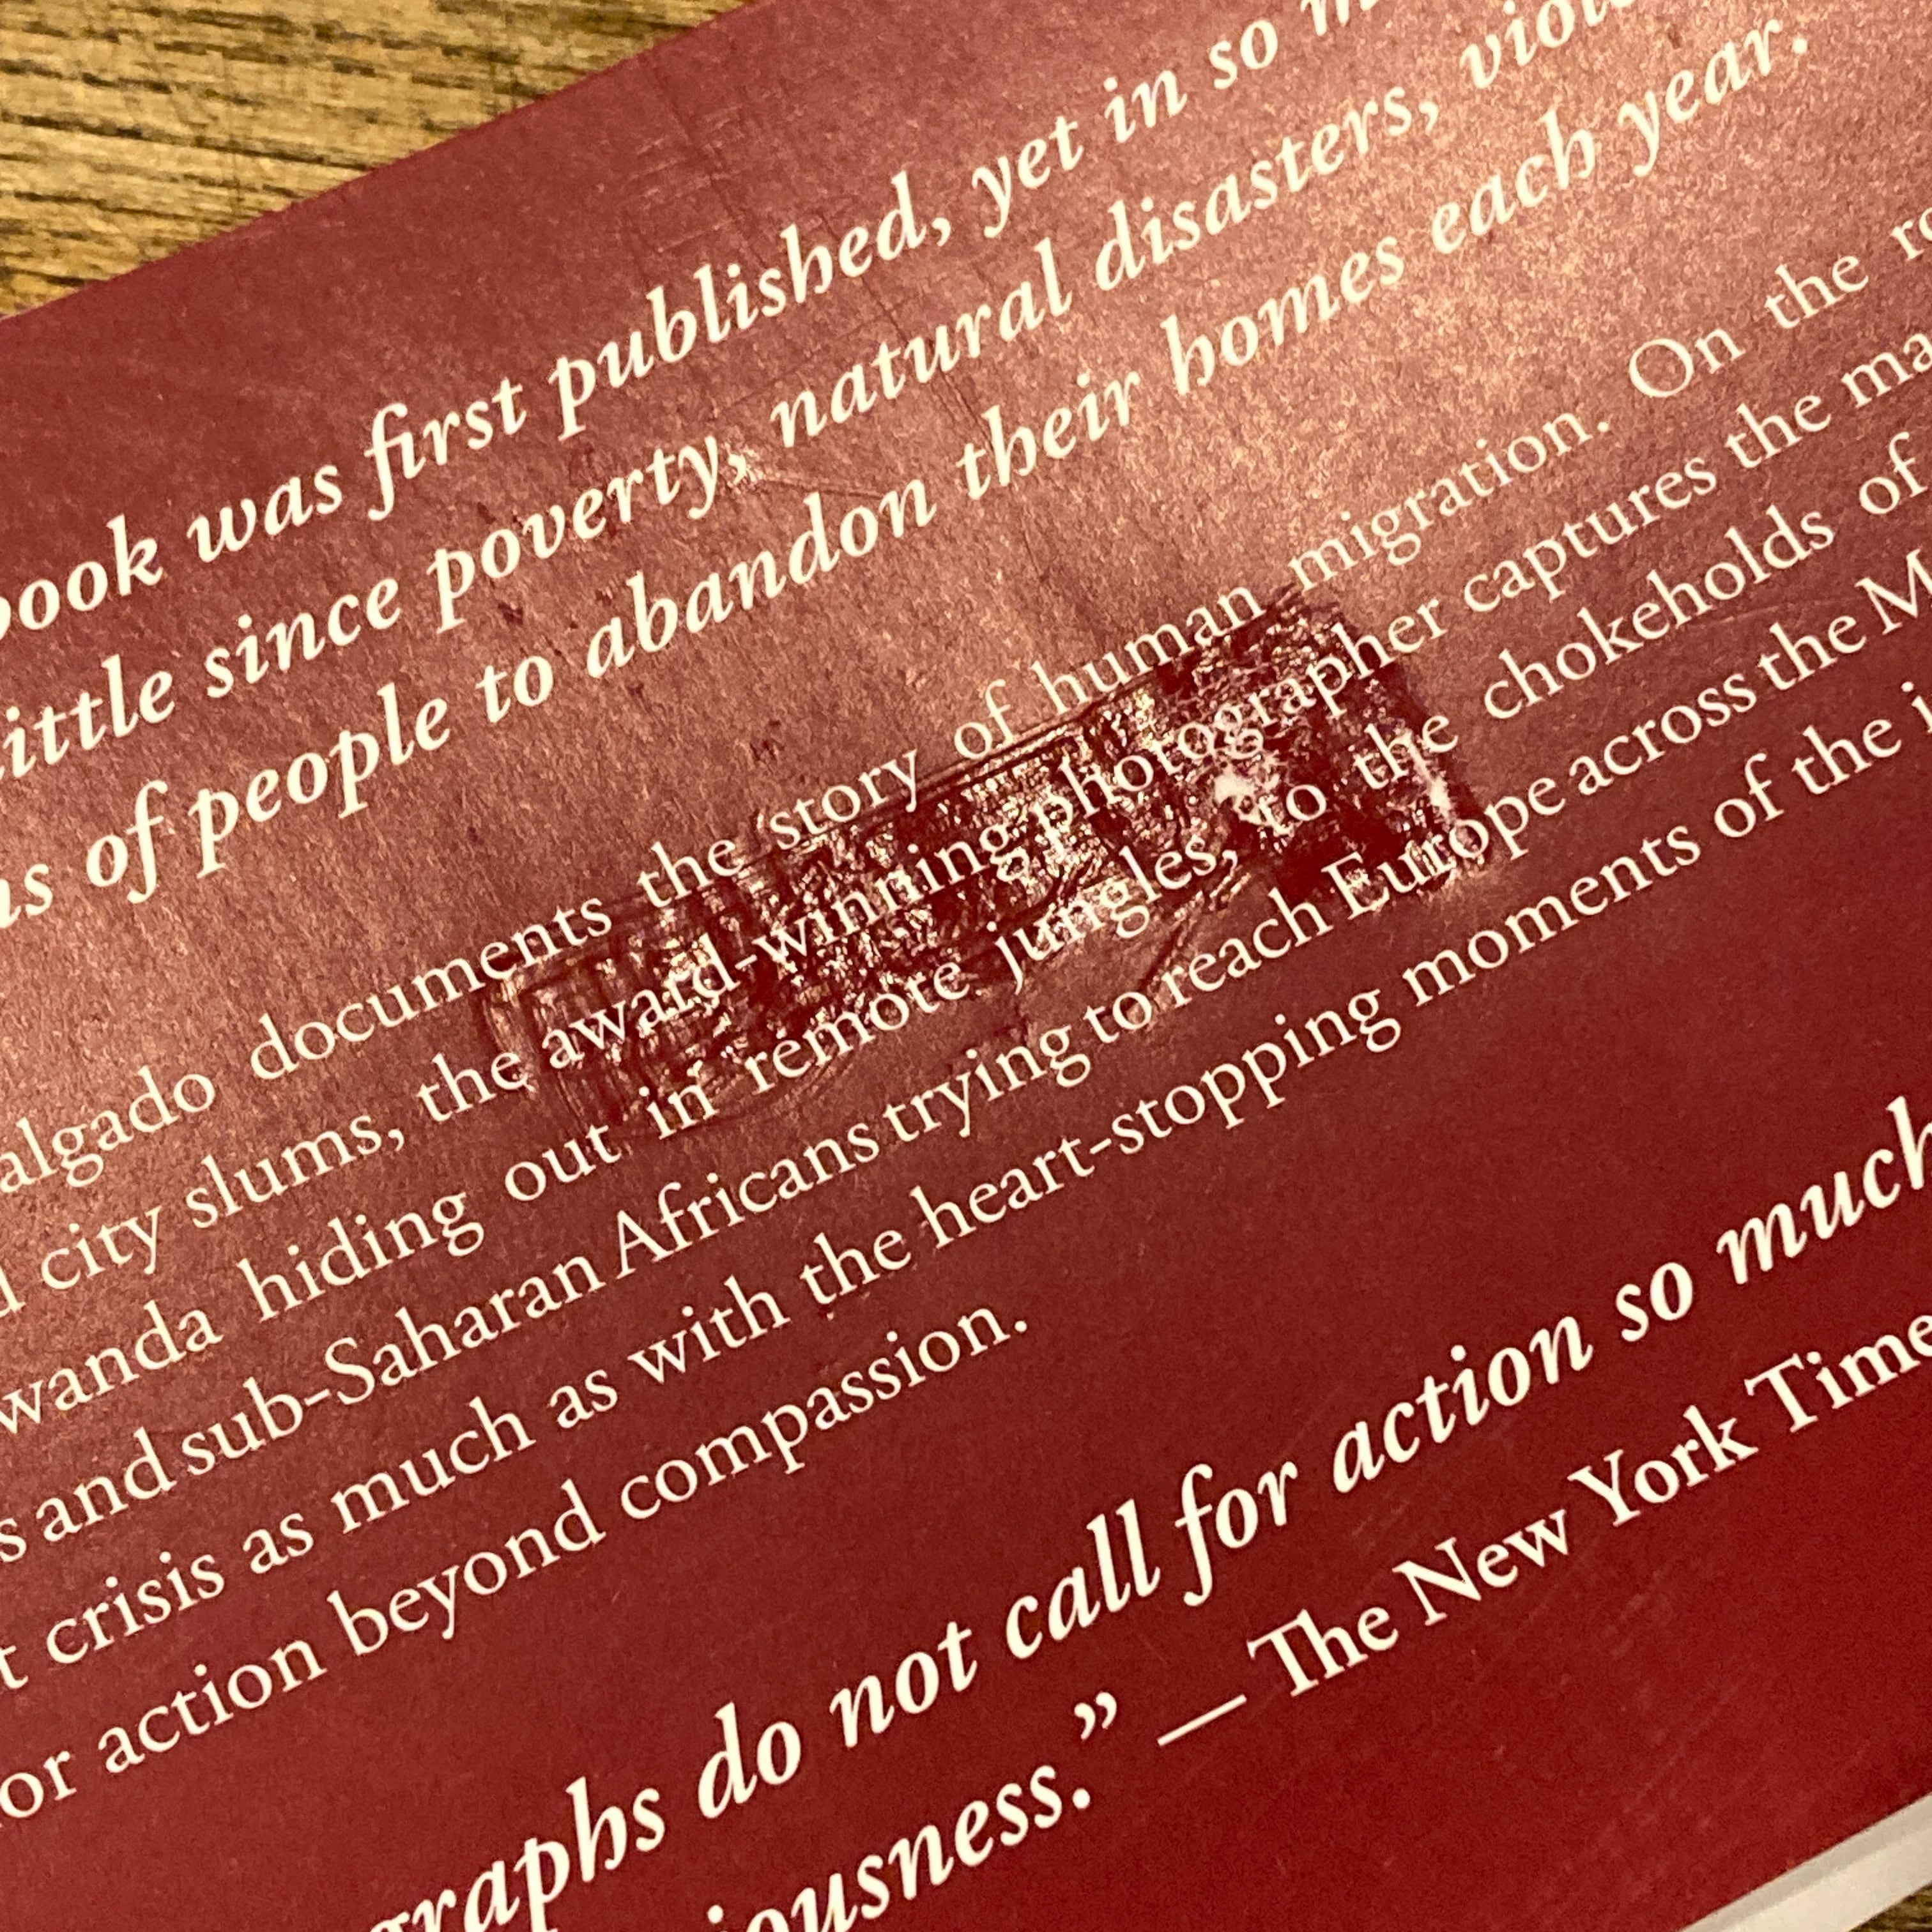 book was first published, yet in so
little since poverty, natural disasters,
of people to abandon their homes each year.
algado documents the story of human migration. On the
city slums, the award-winning photographer captures the
wanda hiding out in remote jungles, to the chokeholds of
s and sub-Saharan Africans trying to reach Europe across the M
t crisis as much as with the heart-stopping moments of the
or action beyond compassion.
graphs do not call for action so much
iousness.” — The New York Time